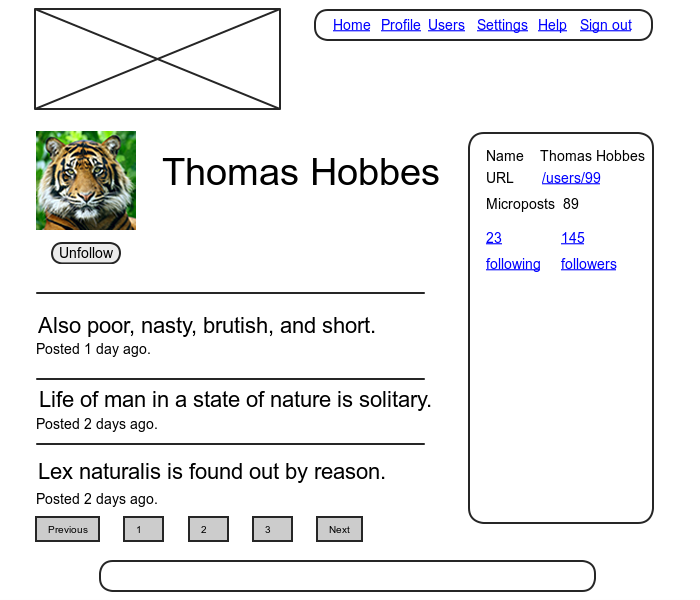 Home Profile Users Settings Help Sign out
Thomas Hobbes
Unfollow
Name Thomas Hobbes
URL /users/99
Microposts 89
23 145
following followers
Also poor, nasty, brutish, and short.
Posted 1 day ago.
Life of man in a state of nature is solitary.
Posted 2 days ago.
Lex naturalis is found out by reason.
Posted 2 days ago.
Previous 1 2 3 Next